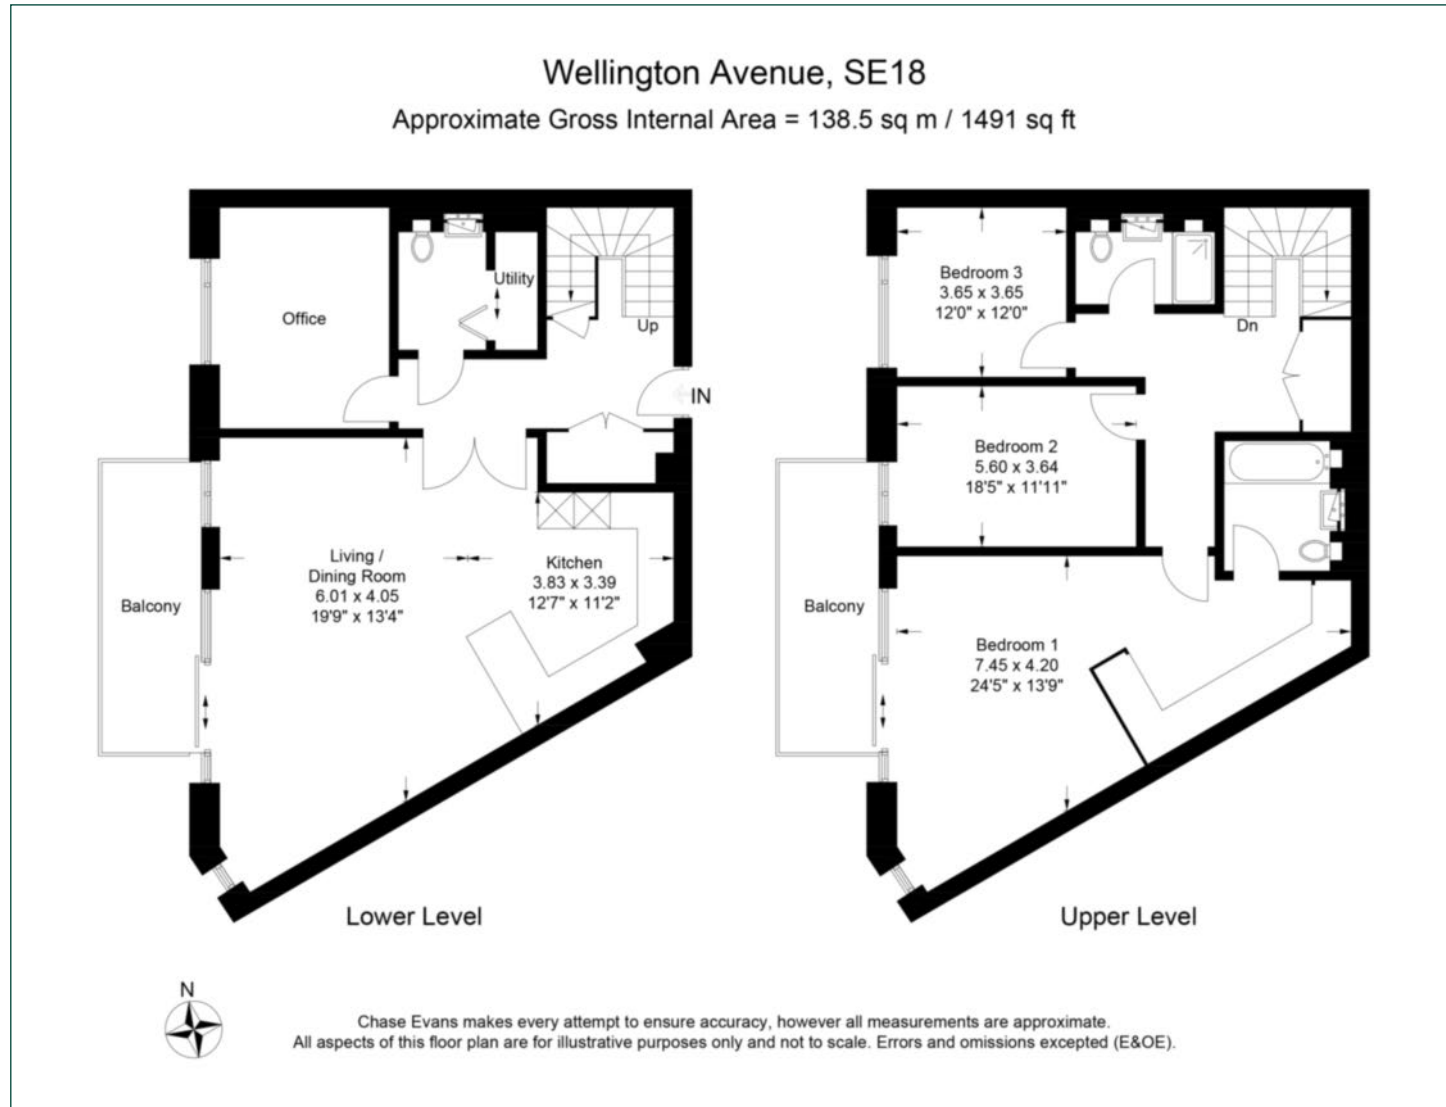 Wellington Avenue, SE18
Approximate Gross Internal Area = 138.5 sq m / 1491 sq ft
Office
Utility
Up
IN
Living /
Dining Room
6.01 x 4.05
19'9" x 13'4"
Kitchen
3.83 x 3.39
12'7" x 11'2"
Balcony
Lower Level
Bedroom 3
3.65 x 3.65
12'0" x 12'0"
Dn
Bedroom 2
5.60 x 3.64
18'5" x 11'11"
Balcony
Bedroom 1
7.45 x 4.20
24'5" x 13'9"
Upper Level
N
Chase Evans makes every attempt to ensure accuracy, however all measurements are approximate.
All aspects of this floor plan are for illustrative purposes only and not to scale. Errors and omissions excepted (E&OE).